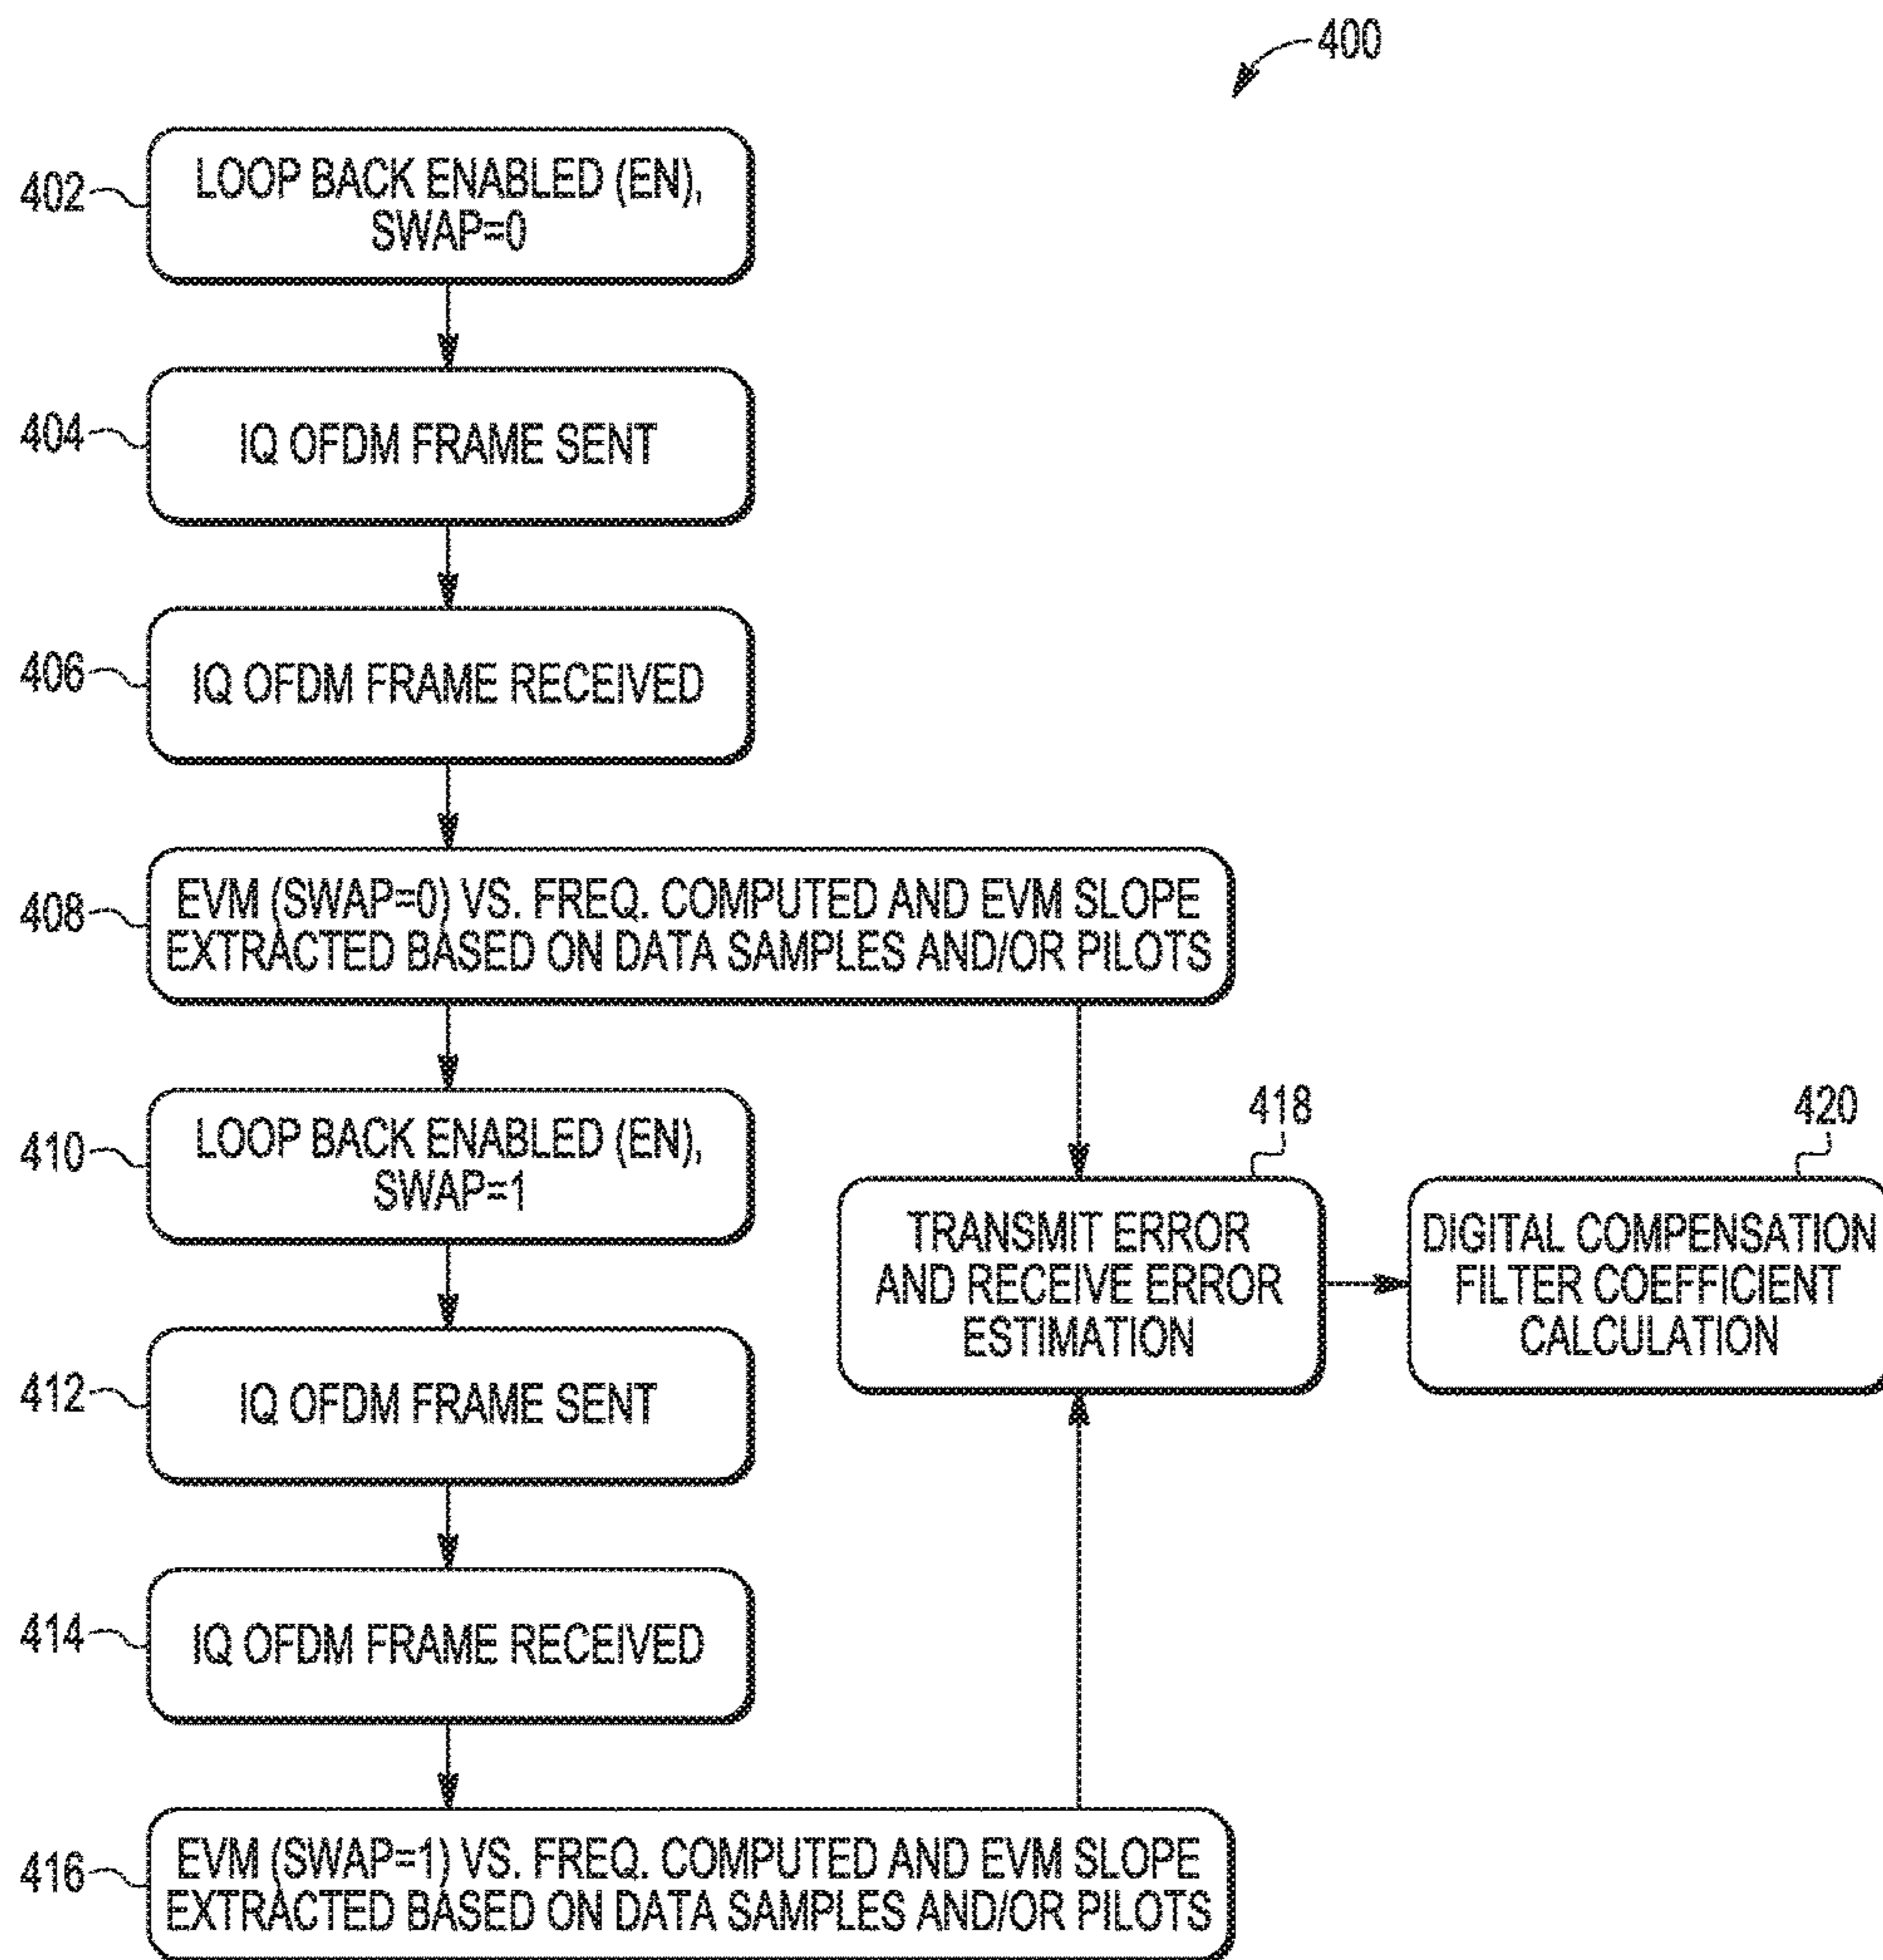 400
402
LOOP BACK ENABLED (EN),
SWAP=0
404
IQ OFDM FRAME SENT
406
IQ OFDM FRAME RECEIVED
408
EVM (SWAP=0) VS. FREQ. COMPUTED AND EVM SLOPE
EXTRACTED BASED ON DATA SAMPLES AND/OR PILOTS
410
LOOP BACK ENABLED (EN),
SWAP=1
418
TRANSMIT ERROR
AND RECEIVE ERROR
ESTIMATION
420
DIGITAL COMPENSATION
FILTER COEFFICIENT
CALCULATION
412
IQ OFDM FRAME SENT
414
IQ OFDM FRAME RECEIVED
416
EVM (SWAP=1) VS. FREQ. COMPUTED AND EVM SLOPE
EXTRACTED BASED ON DATA SAMPLES AND/OR PILOTS